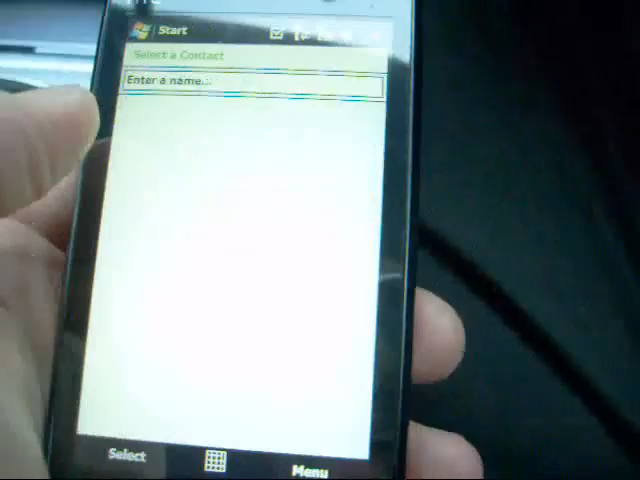 Start
Select a Contact
Enter a name...
Select
Menu